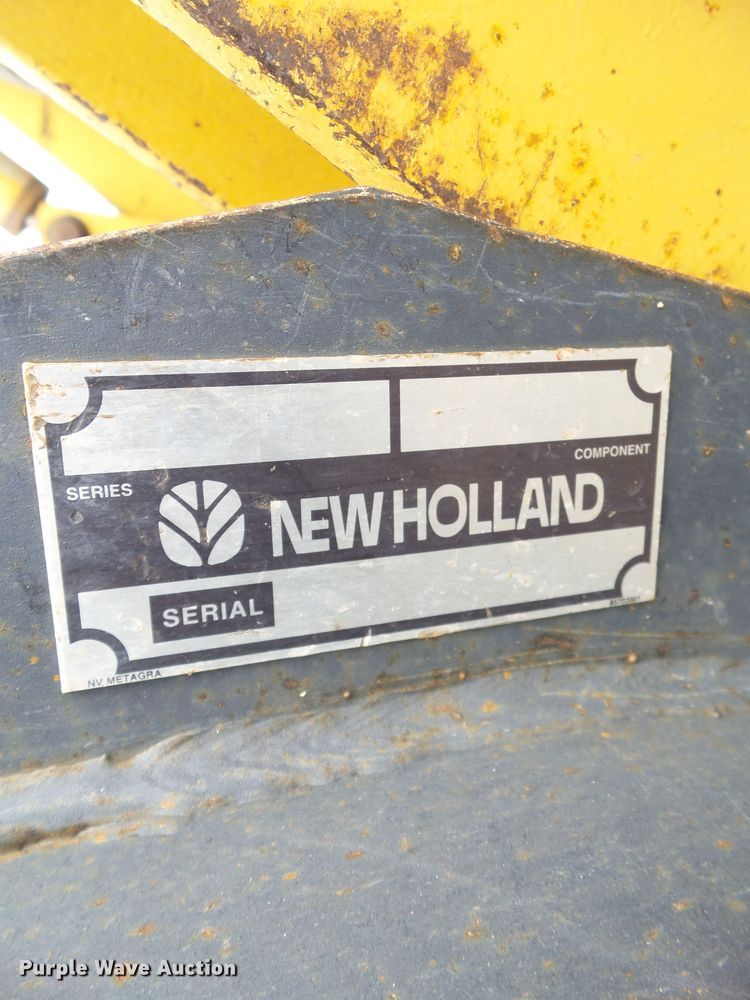 SERIES
COMPONENT
NEW HOLLAND
SERIAL
NV. METAGRA
Purple Wave Auction